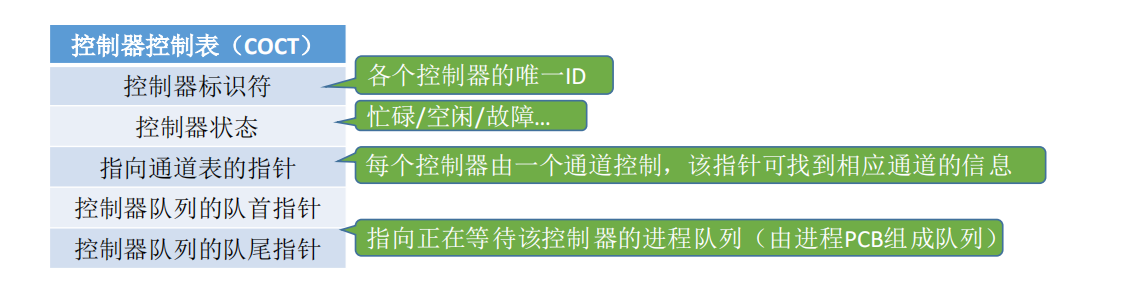 控制器控制表（COCT）
控制器标识符
各个控制器的唯一ID
控制器状态
忙碌/空闲/故障...
指向通道表的指针
每个控制器由一个通道控制，该指针可找到相应通道的信息
控制器队列的队首指针
控制器队列的队尾指针
指向正在等待该控制器的进程队列（由进程PCB组成队列）